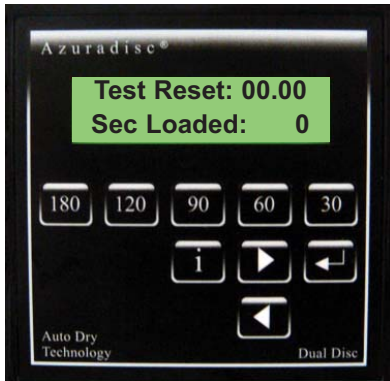 Azuradisc®
Test Reset: 00.00
Sec Loaded: 0
180 120 90 60 30
i
Auto Dry
Technology
Dual Disc